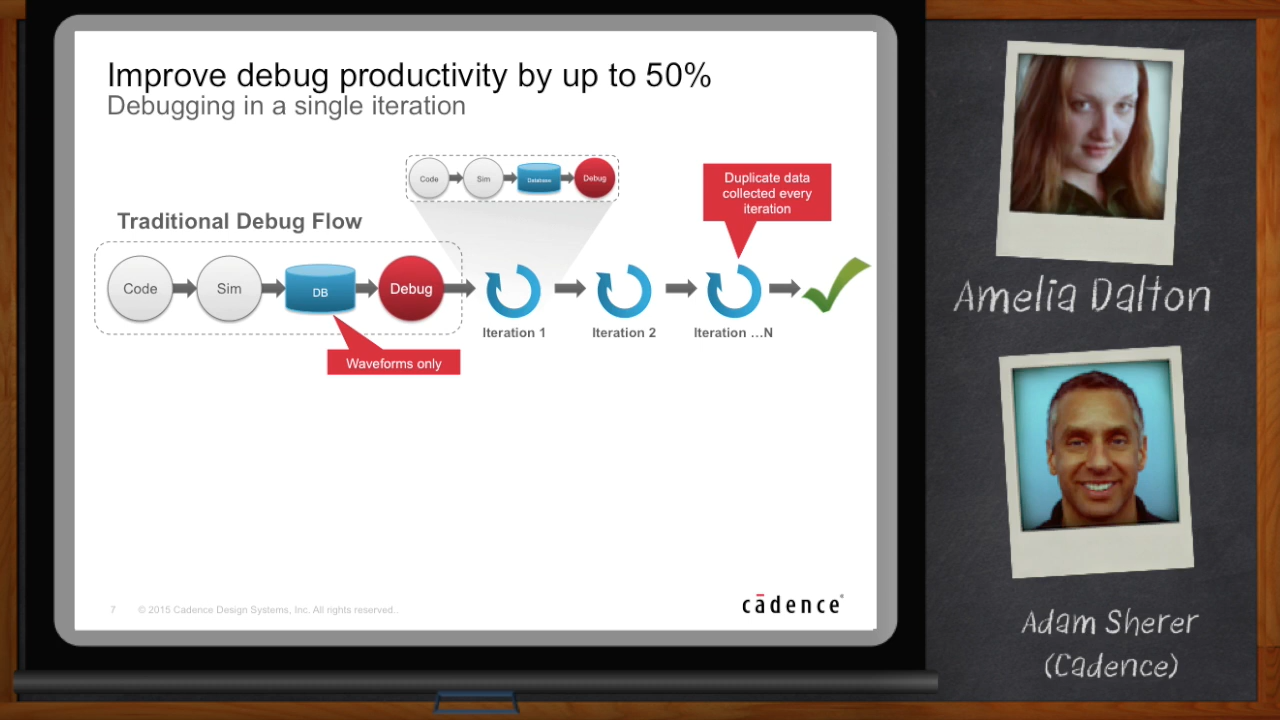 Improve debug productivity by up to 50%
Debugging in a single iteration
Code
Sim
Database
Debug
Duplicate data
collected every
iteration
Traditional Debug Flow
Code
Sim
DB
Debug
Iteration 1
Iteration 2
Iteration ...N
Waveforms only
7
© 2015 Cadence Design Systems, Inc. All rights reserved..
cādence®
Amelia Dalton
Adam Sherer
(Cadence)